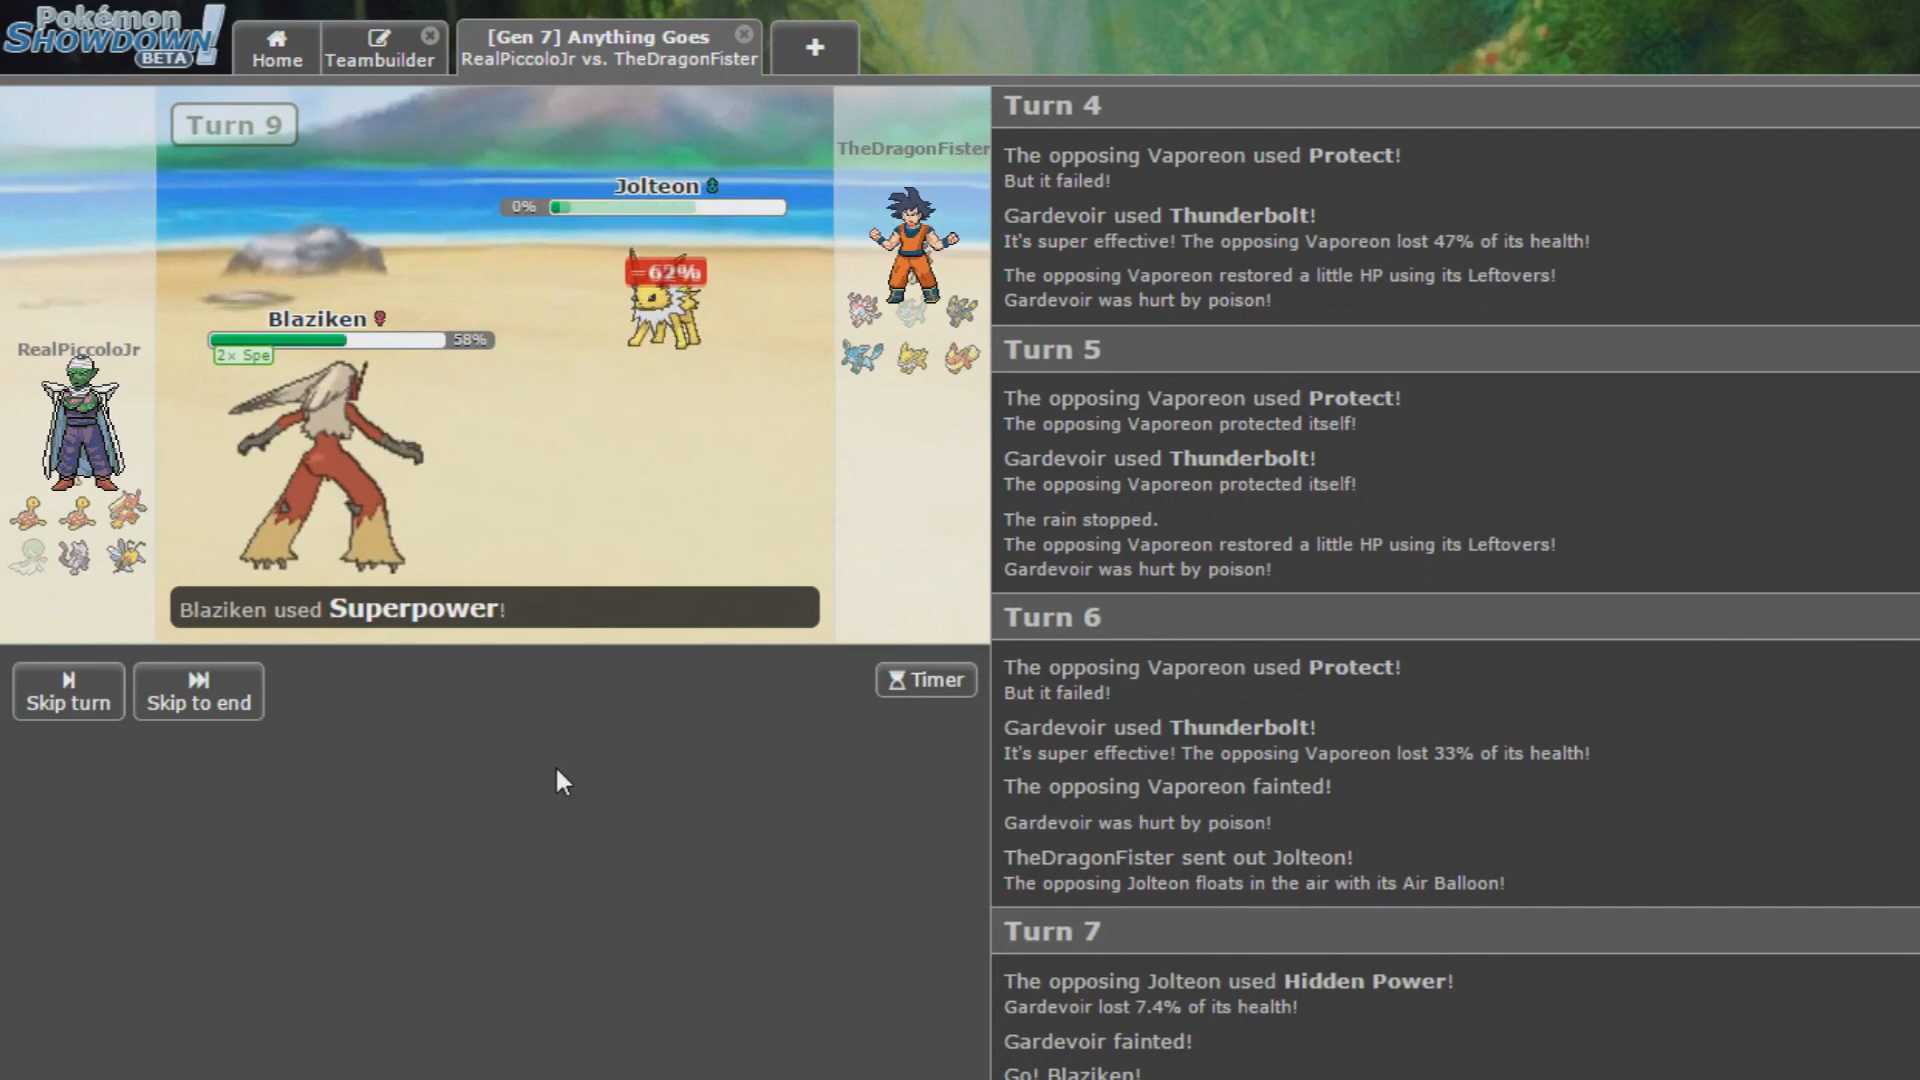 Pokémon
SHOWDOWN!
BETA
Home
Teambuilder
[Gen 7] Anything Goes
RealPiccoloJr vs. TheDragonFister
Turn 9
TheDragonFister
Jolteon
0%
-62%
Blaziken
58%
2× Spe
RealPiccoloJr
Blaziken used Superpower!
Skip turn
Skip to end
Timer
Turn 4
The opposing Vaporeon used Protect!
But it failed!
Gardevoir used Thunderbolt!
It's super effective! The opposing Vaporeon lost 47% of its health!
The opposing Vaporeon restored a little HP using its Leftovers!
Gardevoir was hurt by poison!
Turn 5
The opposing Vaporeon used Protect!
The opposing Vaporeon protected itself!
Gardevoir used Thunderbolt!
The opposing Vaporeon protected itself!
The rain stopped.
The opposing Vaporeon restored a little HP using its Leftovers!
Gardevoir was hurt by poison!
Turn 6
The opposing Vaporeon used Protect!
But it failed!
Gardevoir used Thunderbolt!
It's super effective! The opposing Vaporeon lost 33% of its health!
The opposing Vaporeon fainted!
Gardevoir was hurt by poison!
TheDragonFister sent out Jolteon!
The opposing Jolteon floats in the air with its Air Balloon!
Turn 7
The opposing Jolteon used Hidden Power!
Gardevoir lost 7.4% of its health!
Gardevoir fainted!
Go! Blaziken!